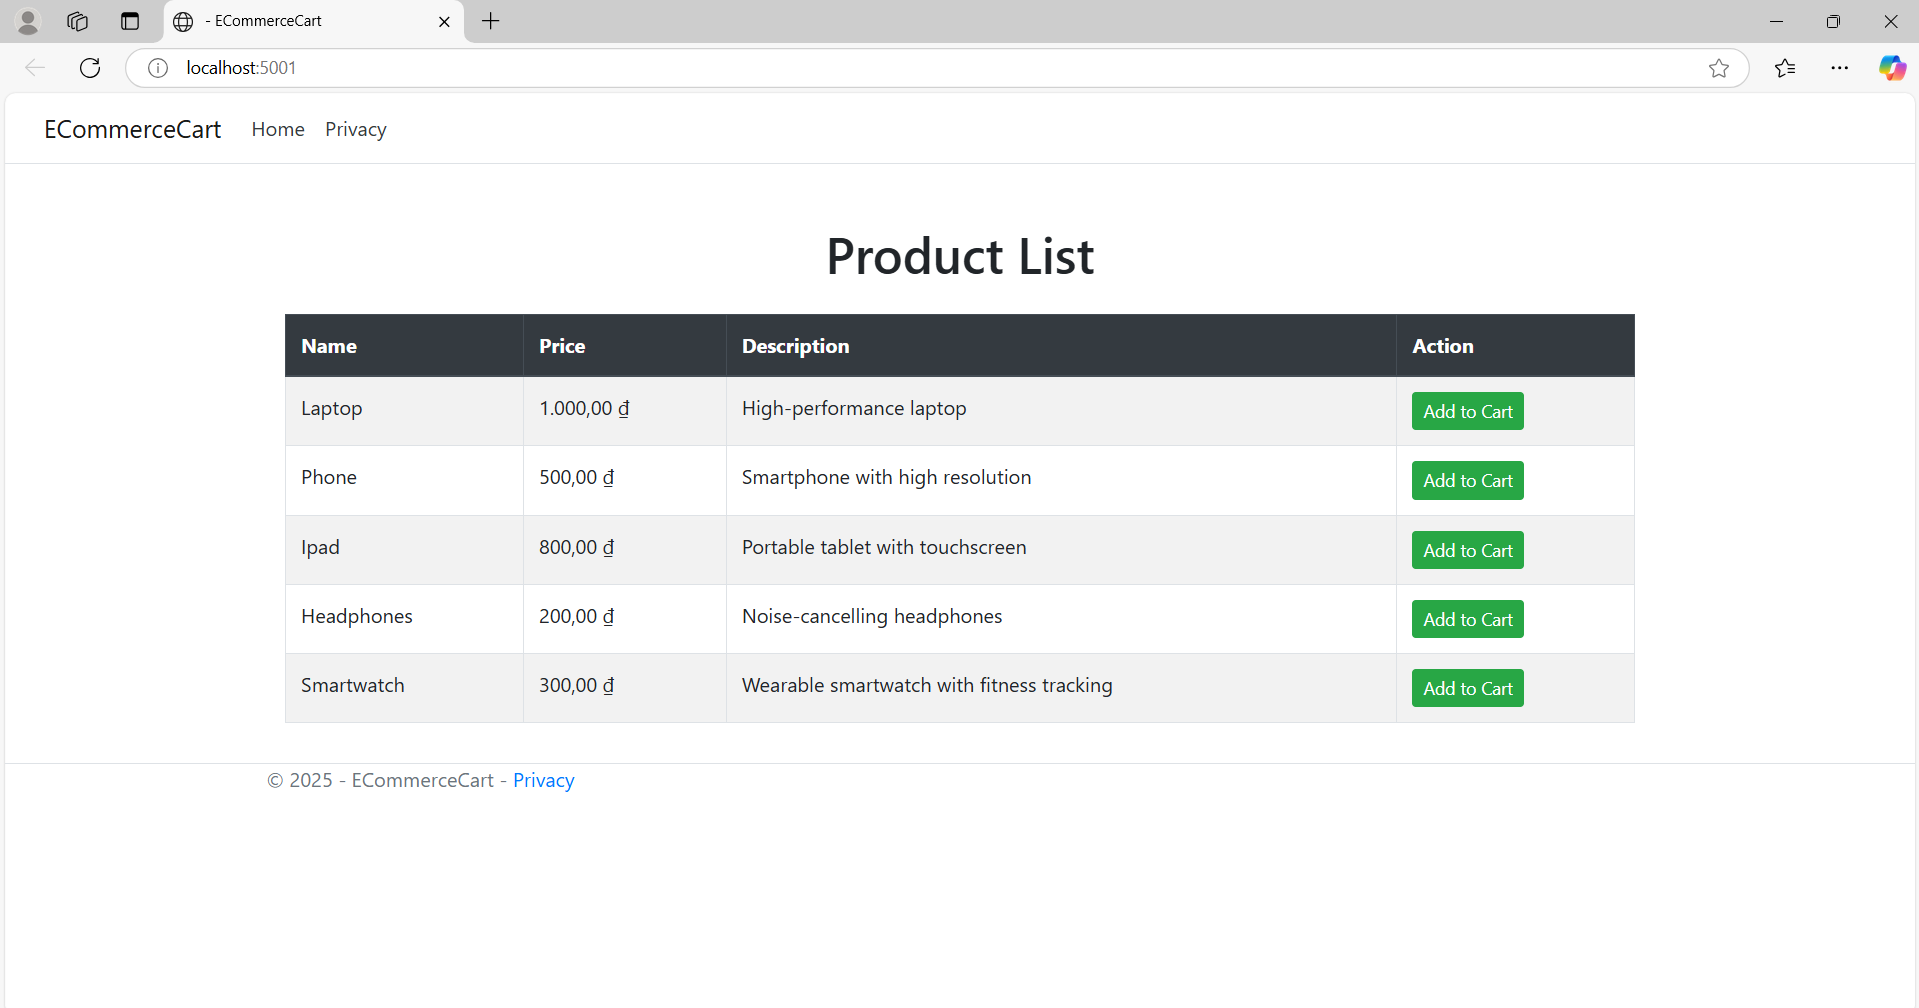 - ECommerceCart
localhost:5001
ECommerceCart Home Privacy
Product List
Name Price Description Action
Laptop 1.000,00 ₫ High-performance laptop Add to Cart
Phone 500,00 ₫ Smartphone with high resolution Add to Cart
Ipad 800,00 ₫ Portable tablet with touchscreen Add to Cart
Headphones 200,00 ₫ Noise-cancelling headphones Add to Cart
Smartwatch 300,00 ₫ Wearable smartwatch with fitness tracking Add to Cart
© 2025 - ECommerceCart - Privacy